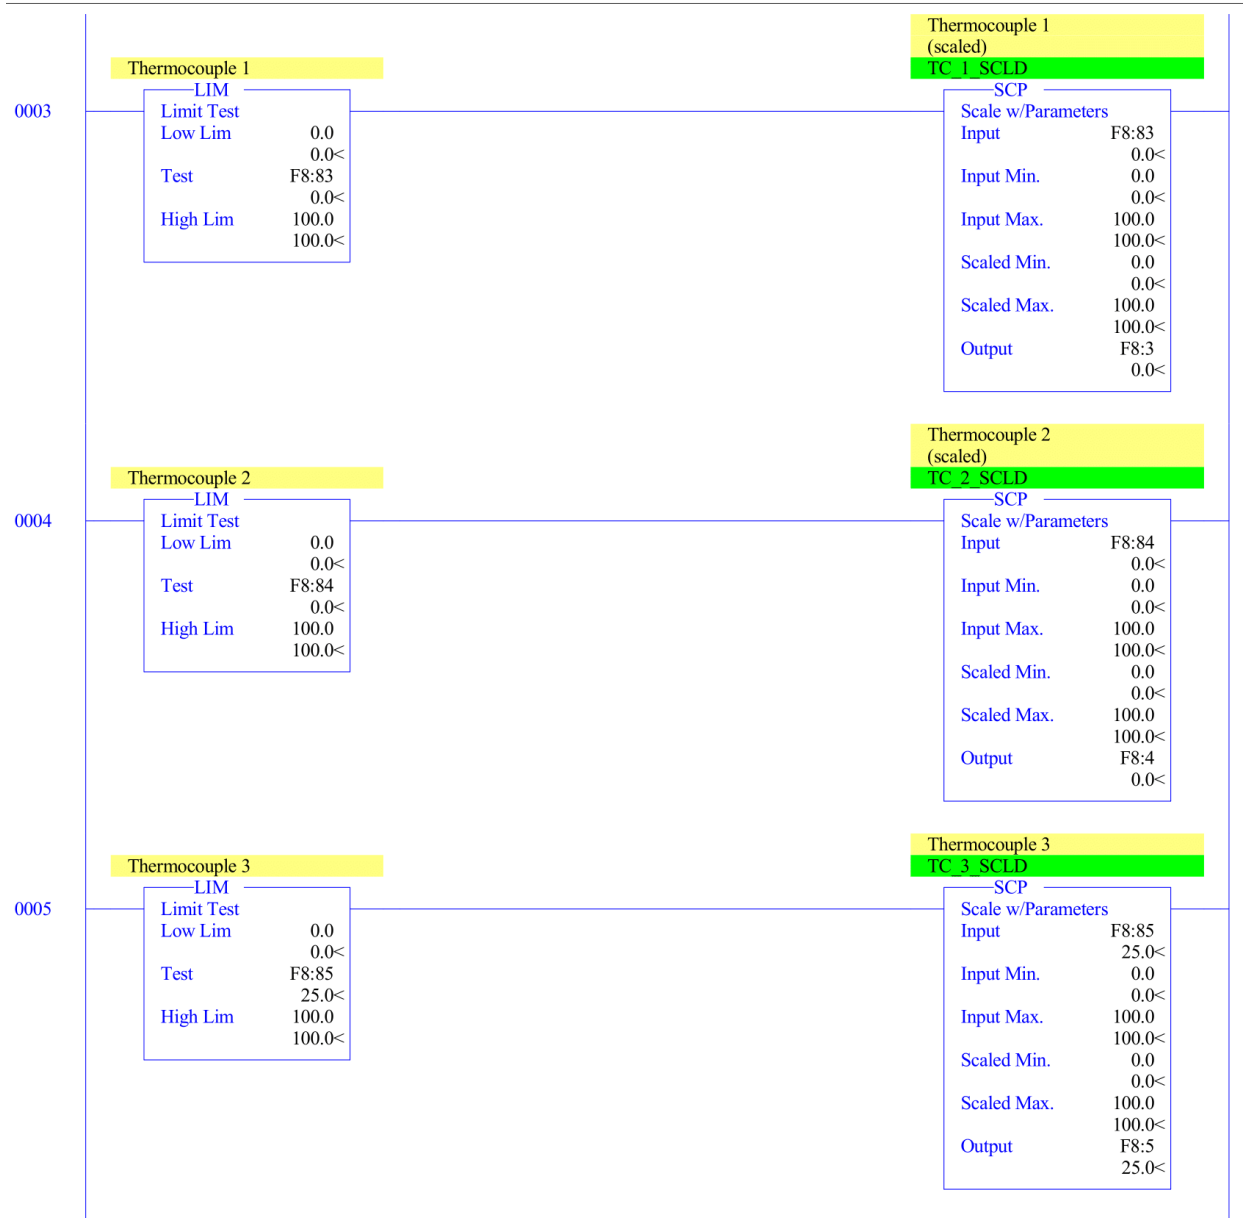 Thermocouple 1
(scaled)
Thermocouple 1 TC_1_SCLD
LIM SCP
0003 Limit Test Scale w/Parameters
Low Lim 0.0 Input F8:83
0.0< 0.0<
Test F8:83 Input Min. 0.0
0.0< 0.0<
High Lim 100.0 Input Max. 100.0
100.0< 100.0<
Scaled Min. 0.0
0.0<
Scaled Max. 100.0
100.0<
Output F8:3
0.0<
Thermocouple 2
(scaled)
Thermocouple 2 TC_2_SCLD
LIM SCP
0004 Limit Test Scale w/Parameters
Low Lim 0.0 Input F8:84
0.0< 0.0<
Test F8:84 Input Min. 0.0
0.0< 0.0<
High Lim 100.0 Input Max. 100.0
100.0< 100.0<
Scaled Min. 0.0
0.0<
Scaled Max. 100.0
100.0<
Output F8:4
0.0<
Thermocouple 3
Thermocouple 3 TC_3_SCLD
LIM SCP
0005 Limit Test Scale w/Parameters
Low Lim 0.0 Input F8:85
0.0< 25.0<
Test F8:85 Input Min. 0.0
25.0< 0.0<
High Lim 100.0 Input Max. 100.0
100.0< 100.0<
Scaled Min. 0.0
0.0<
Scaled Max. 100.0
100.0<
Output F8:5
25.0<